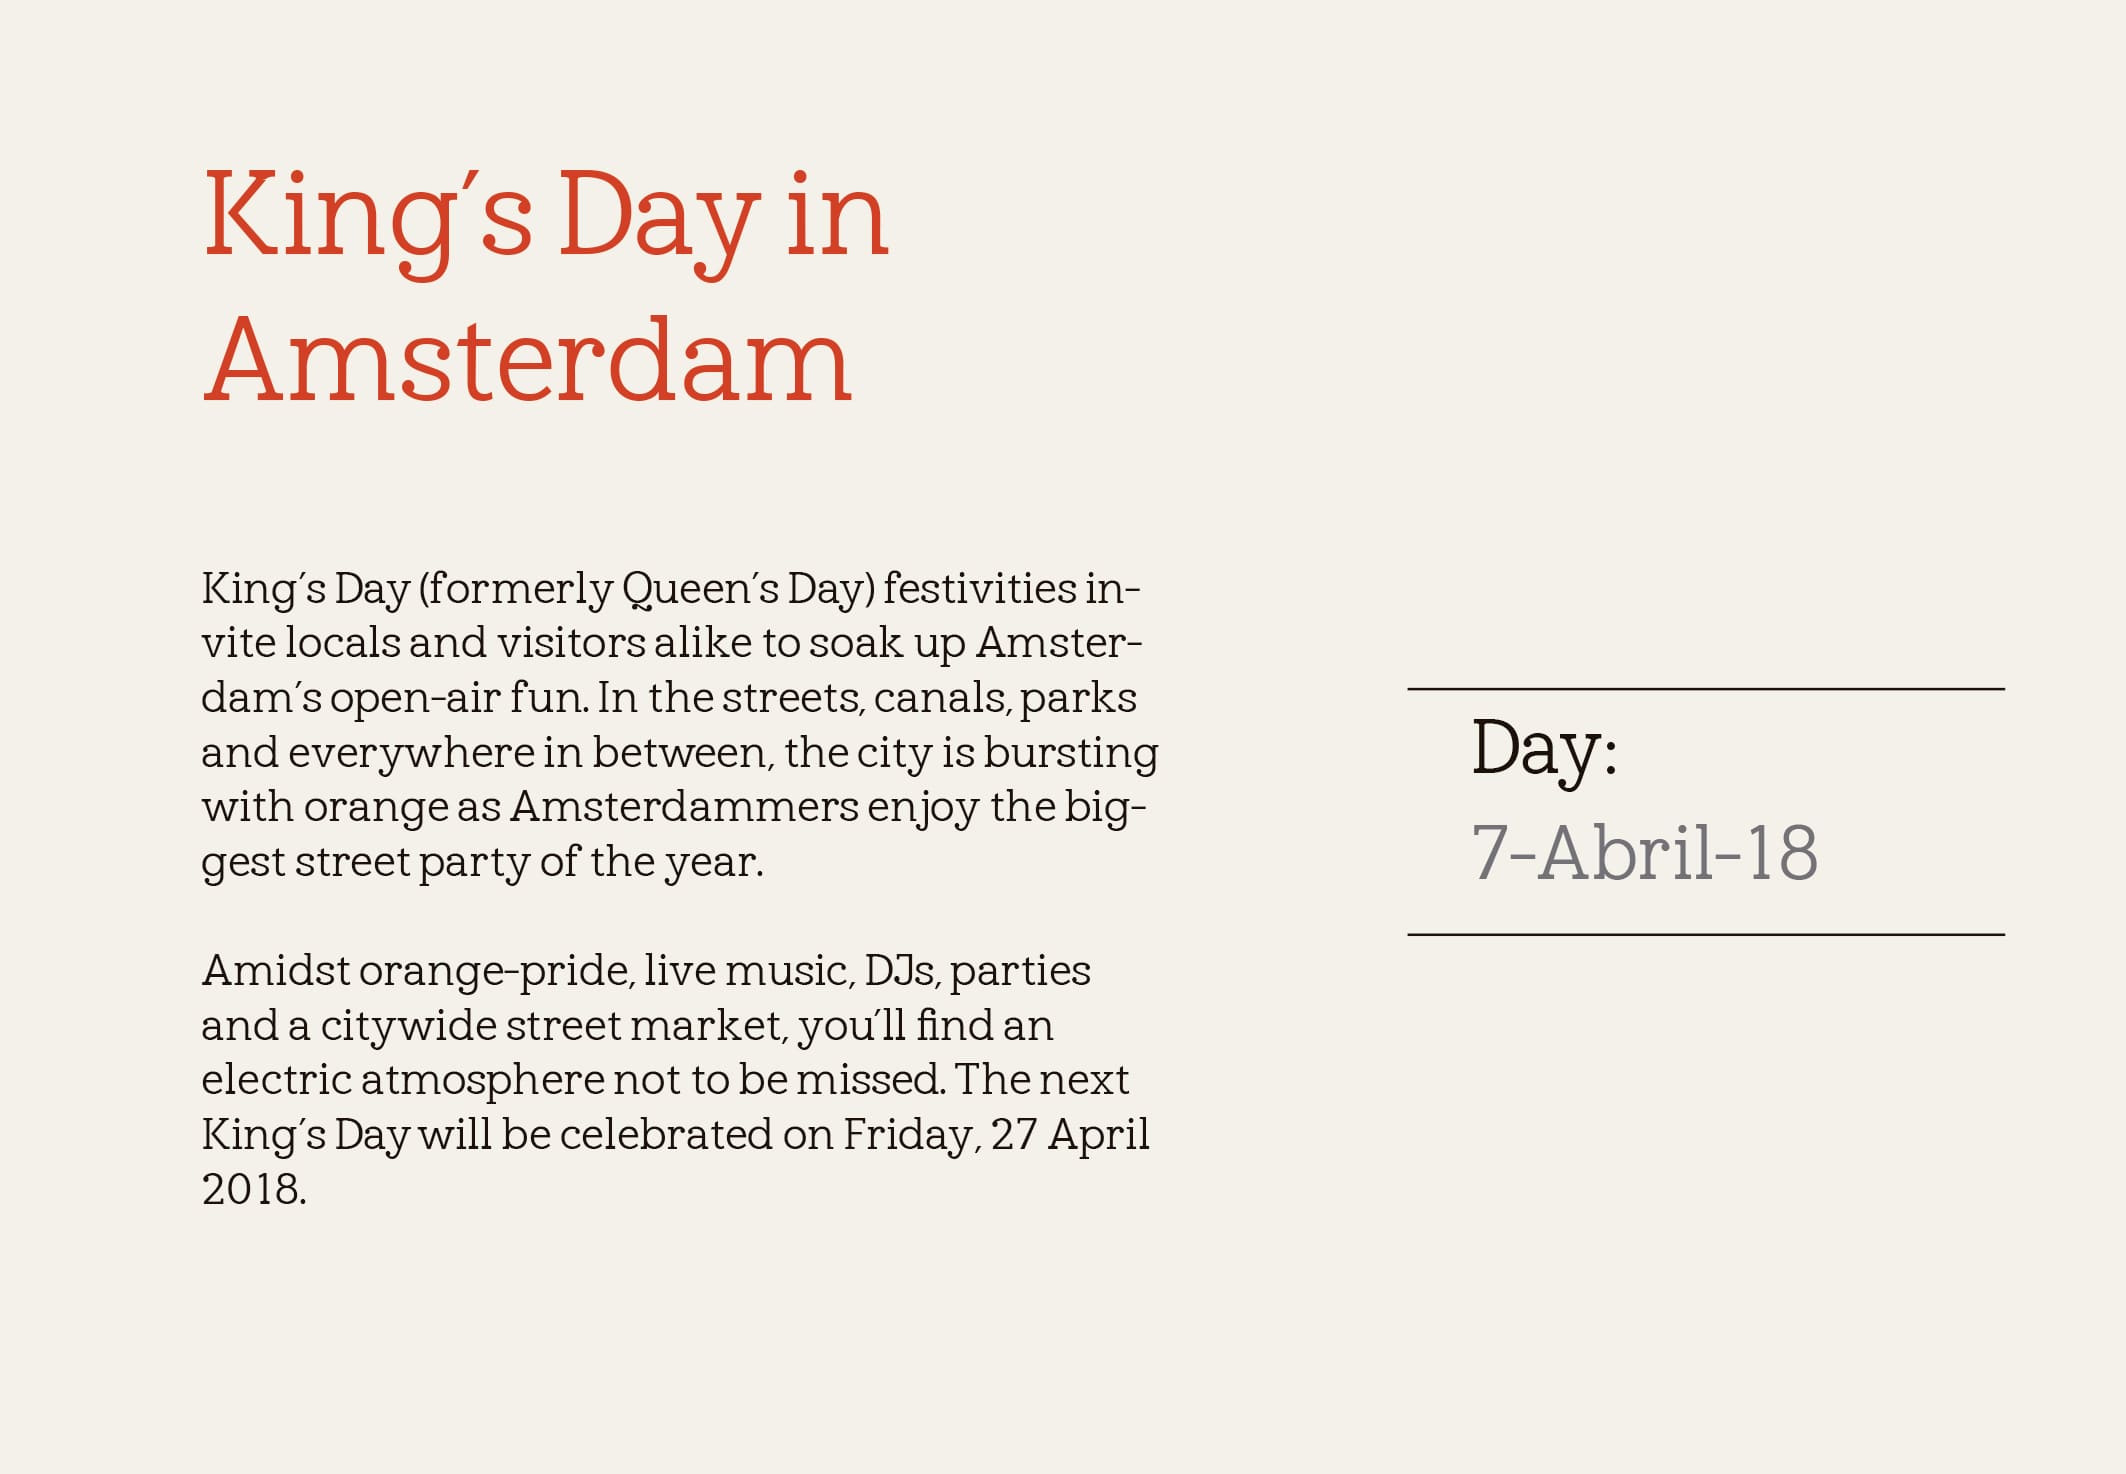 King's Day in
Amsterdam
King's Day (formerly Queen's Day) festivities in-
vite locals and visitors alike to soak up Amster-
dam's open-air fun. In the streets, canals, parks
and everywhere in between, the city is bursting
with orange as Amsterdammers enjoy the big-
gest street party of the year.
Amidst orange-pride, live music, DJs, parties
and a citywide street market, you'll find an
electric atmosphere not to be missed. The next
King's Day will be celebrated on Friday, 27 April
2018.
Day:
7-Abril-18